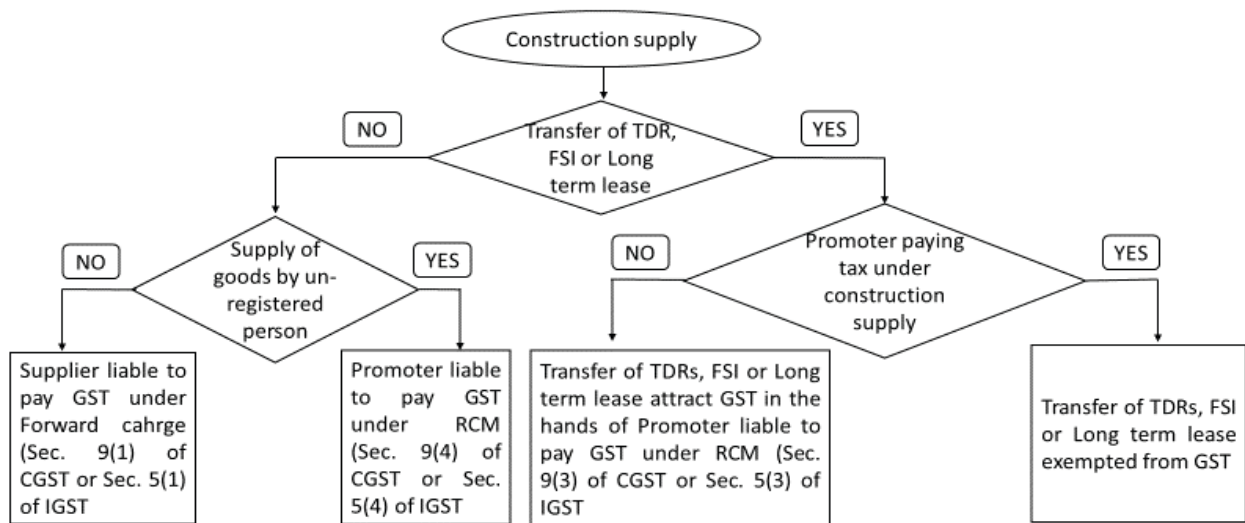 Construction supply
NO
Transfer of TDR,
FSI or Long
term lease
YES
NO
Supply of
goods by un-
registered
person
YES
NO
Promoter paying
tax under
construction
supply
YES
Supplier liable to
pay GST under
Forward cahrge
(Sec. 9(1) of
CGST or Sec. 5(1)
of IGST
Promoter liable
to pay GST
under RCM
(Sec. 9(4) of
CGST or Sec.
5(4) of IGST
Transfer of TDRs, FSI or Long
term lease attract GST in the
hands of Promoter liable to
pay GST under RCM (Sec.
9(3) of CGST or Sec. 5(3) of
IGST
Transfer of TDRs, FSI
or Long term lease
exempted from GST